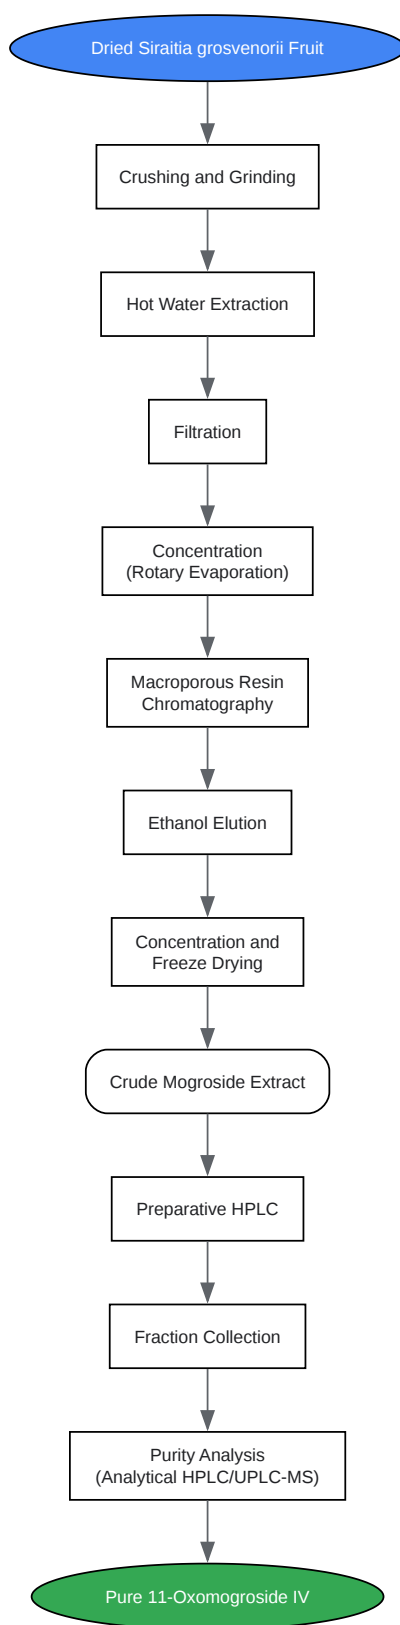 Dried Siraitia grosvenorii Fruit
Crushing and Grinding
Hot Water Extraction
Filtration
Concentration
(Rotary Evaporation)
Macroporous Resin
Chromatography
Ethanol Elution
Concentration and
Freeze Drying
Crude Mogroside Extract
Preparative HPLC
Fraction Collection
Purity Analysis
(Analytical HPLC/UPLC-MS)
Pure 11-Oxomogroside IV